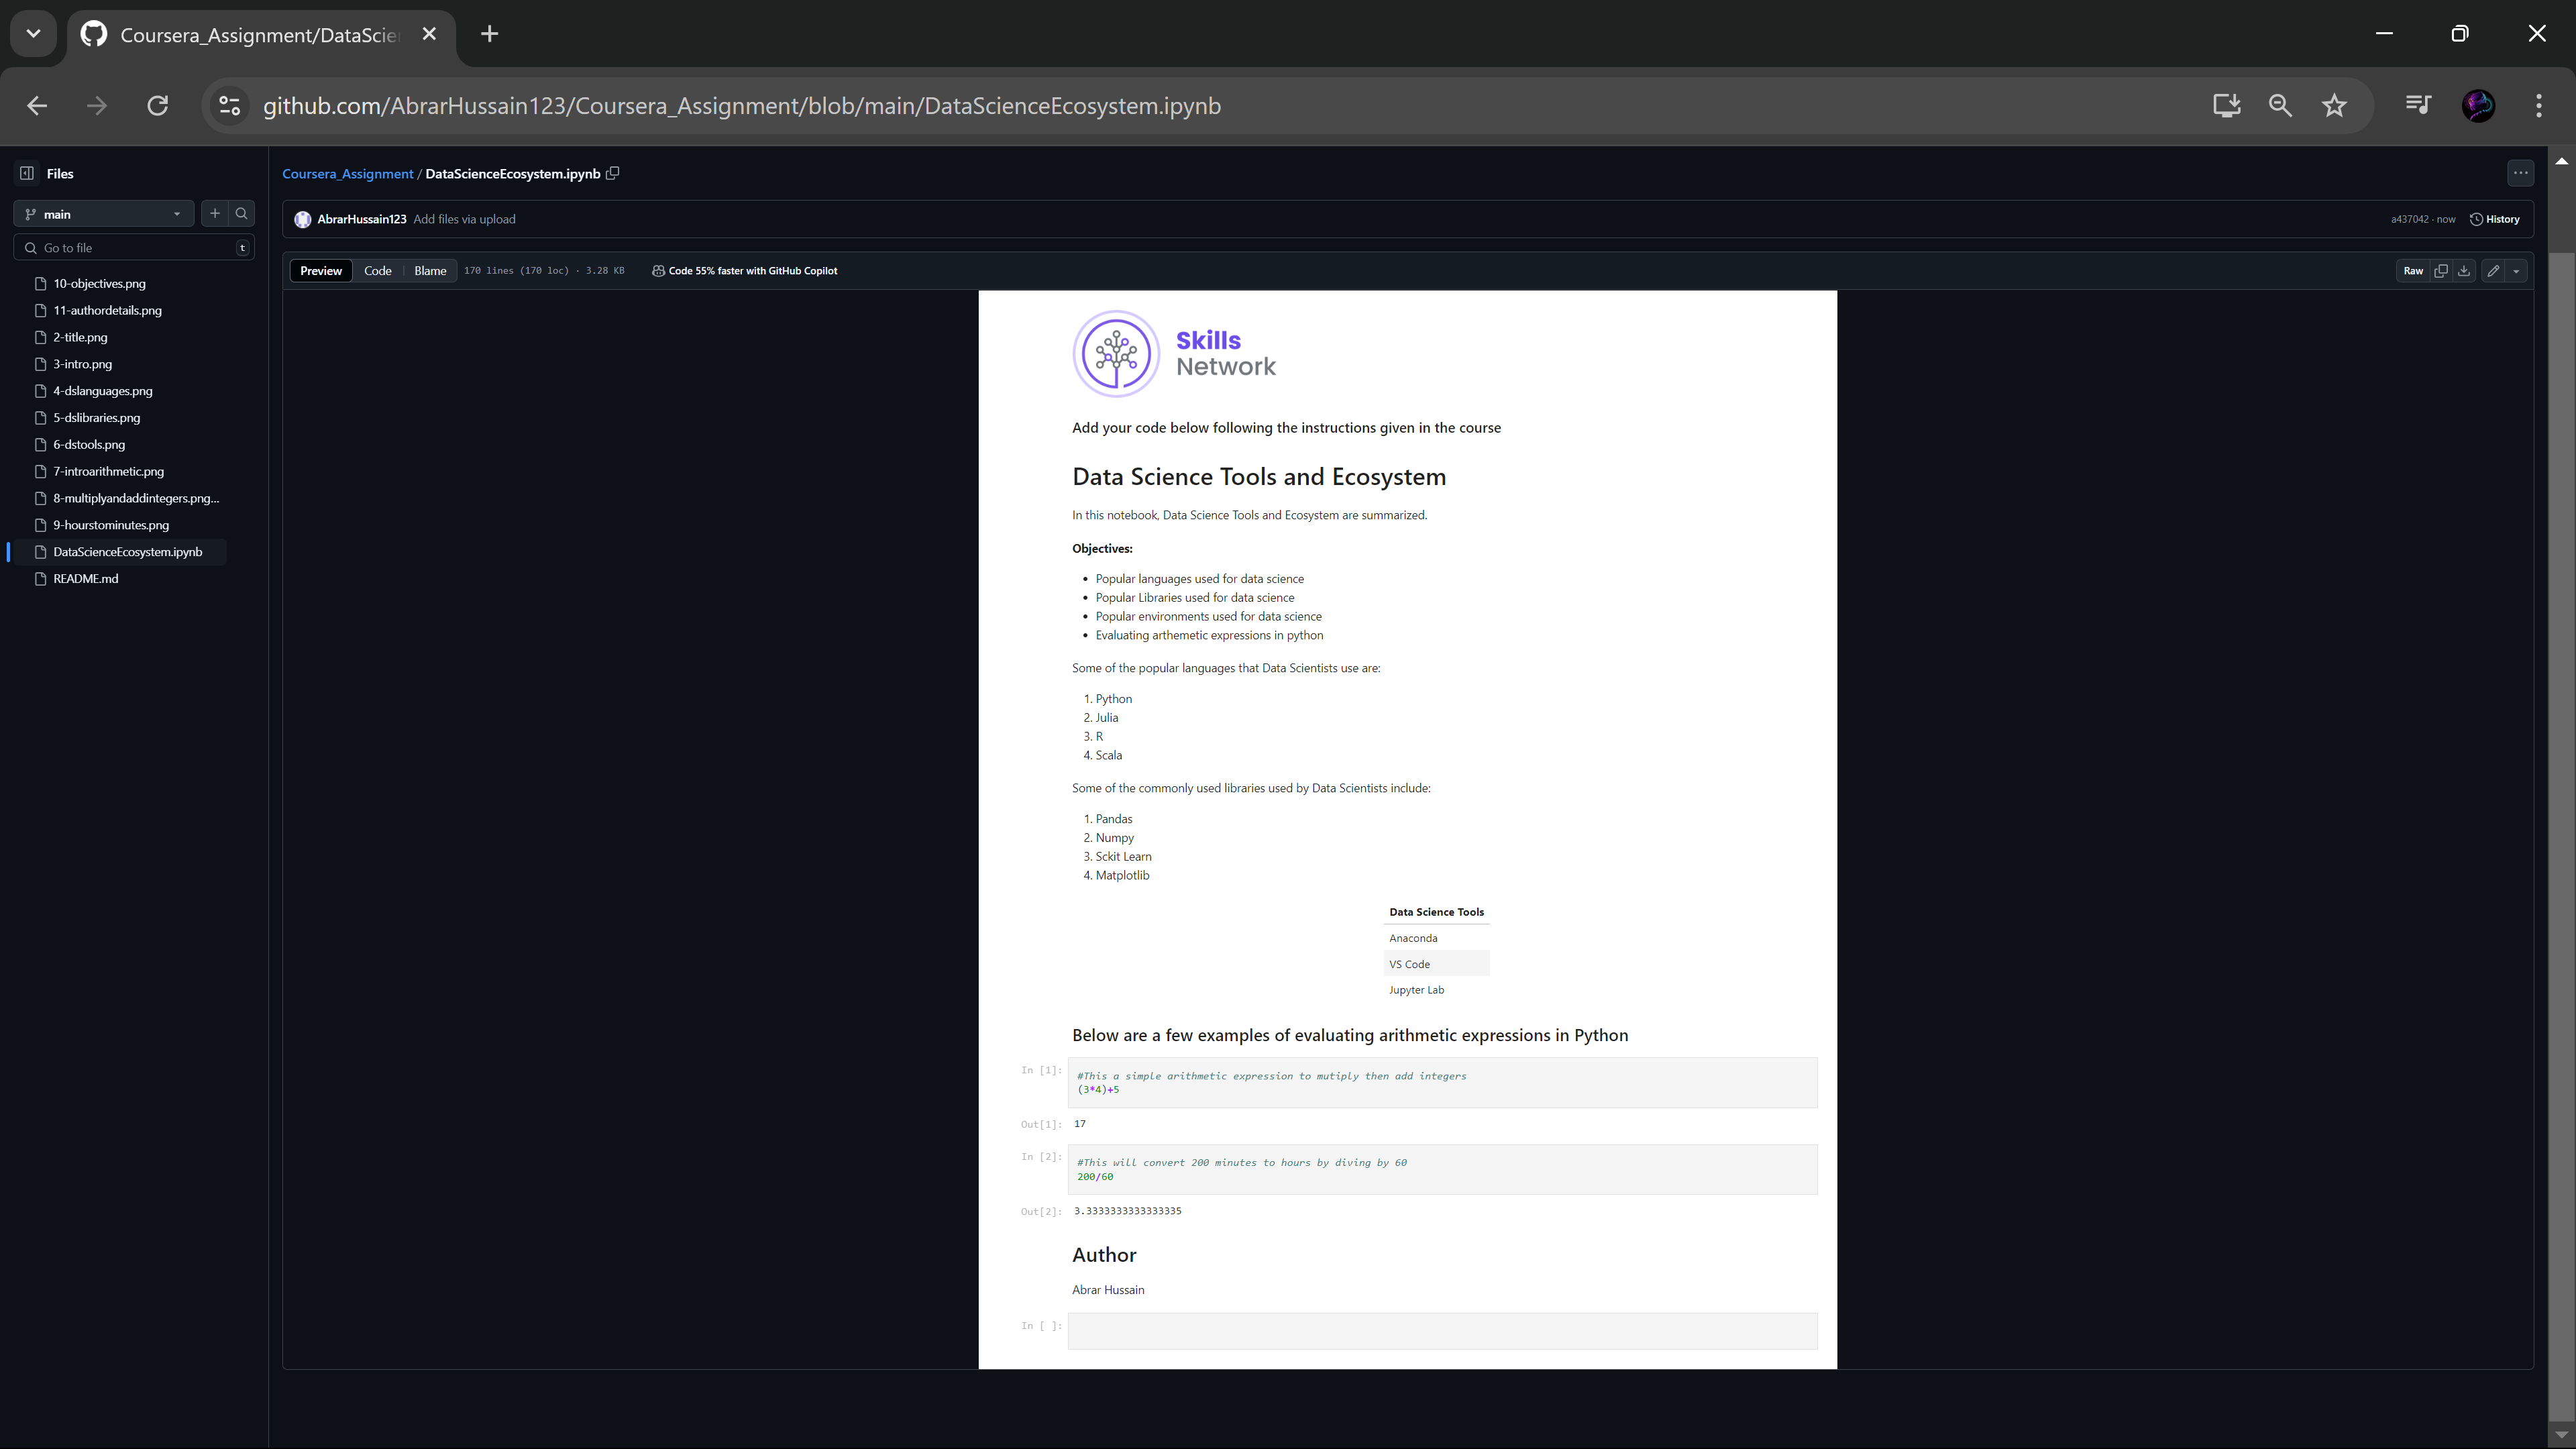 Coursera_Assignment/DataScie
github.com/AbrarHussain123/Coursera_Assignment/blob/main/DataScienceEcosystem.ipynb
Files
main
Go to file
t
10-objectives.png
11-authordetails.png
2-title.png
3-intro.png
4-dslanguages.png
5-dslibraries.png
6-dstools.png
7-introarithmetic.png
8-multiplyandaddintegers.png...
9-hourstominutes.png
DataScienceEcosystem.ipynb
README.md
Coursera_Assignment / DataScienceEcosystem.ipynb
AbrarHussain123 Add files via upload
a437042 · now
History
Preview
Code
Blame
170 lines (170 loc) · 3.28 KB
Code 55% faster with GitHub Copilot
Raw
Skills
Network
Add your code below following the instructions given in the course
Data Science Tools and Ecosystem
In this notebook, Data Science Tools and Ecosystem are summarized.
Objectives:
• Popular languages used for data science
• Popular Libraries used for data science
• Popular environments used for data science
• Evaluating arthemetic expressions in python
Some of the popular languages that Data Scientists use are:
1. Python
2. Julia
3. R
4. Scala
Some of the commonly used libraries used by Data Scientists include:
1. Pandas
2. Numpy
3. Sckit Learn
4. Matplotlib
Data Science Tools
Anaconda
VS Code
Jupyter Lab
Below are a few examples of evaluating arithmetic expressions in Python
In [1]:
#This a simple arithmetic expression to mutiply then add integers
(3*4)+5
Out[1]: 17
In [2]:
#This will convert 200 minutes to hours by diving by 60
200/60
Out[2]: 3.3333333333333335
Author
Abrar Hussain
In [ ]: